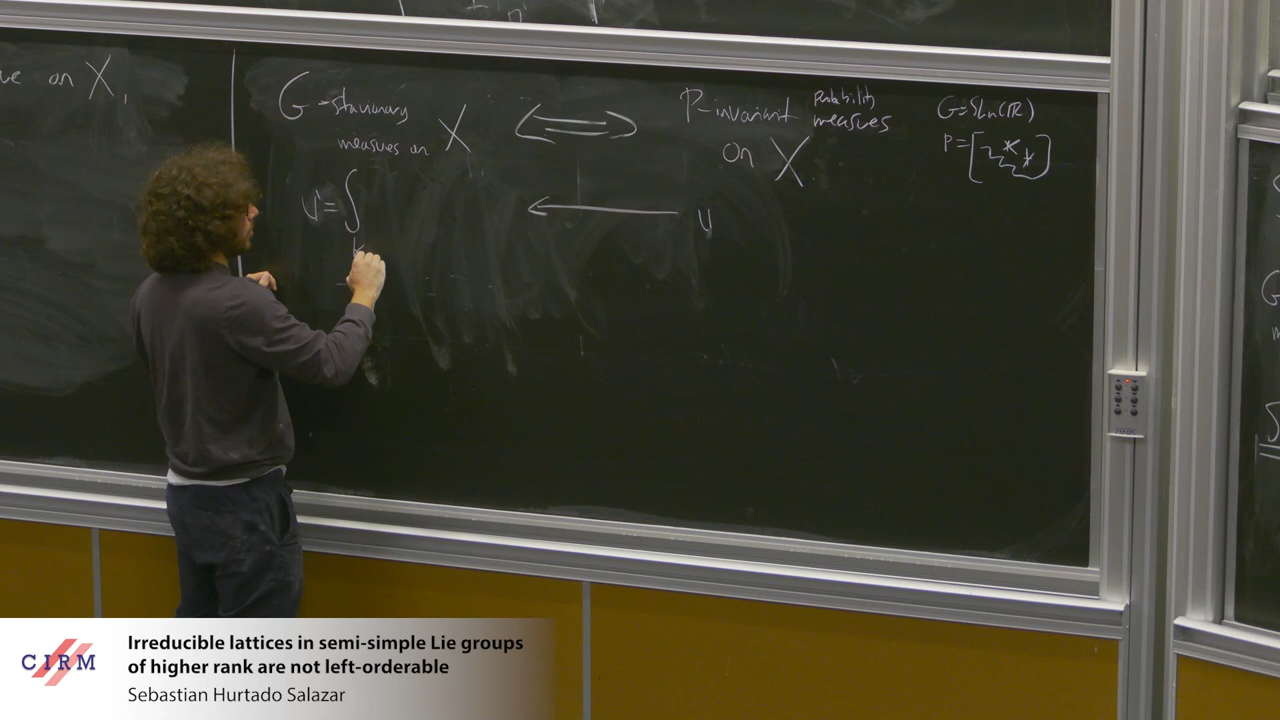 on X,
G-stationary
measures on X
⟺
P-invariant probability measures
on X
G=SLn(R)
P=[* *]
ν=∫
K
←
μ
CIRM
Irreducible lattices in semi-simple Lie groups
of higher rank are not left-orderable
Sebastian Hurtado Salazar